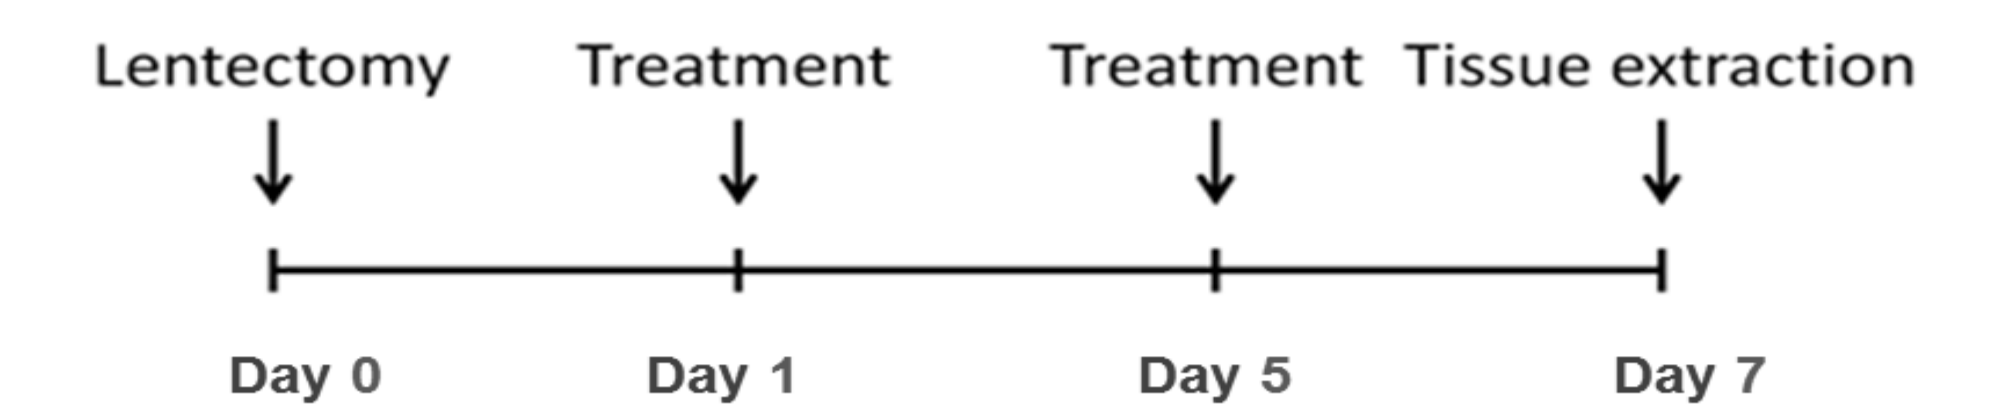 Lentectomy Treatment Treatment Tissue extraction
Day 0 Day 1 Day 5 Day 7